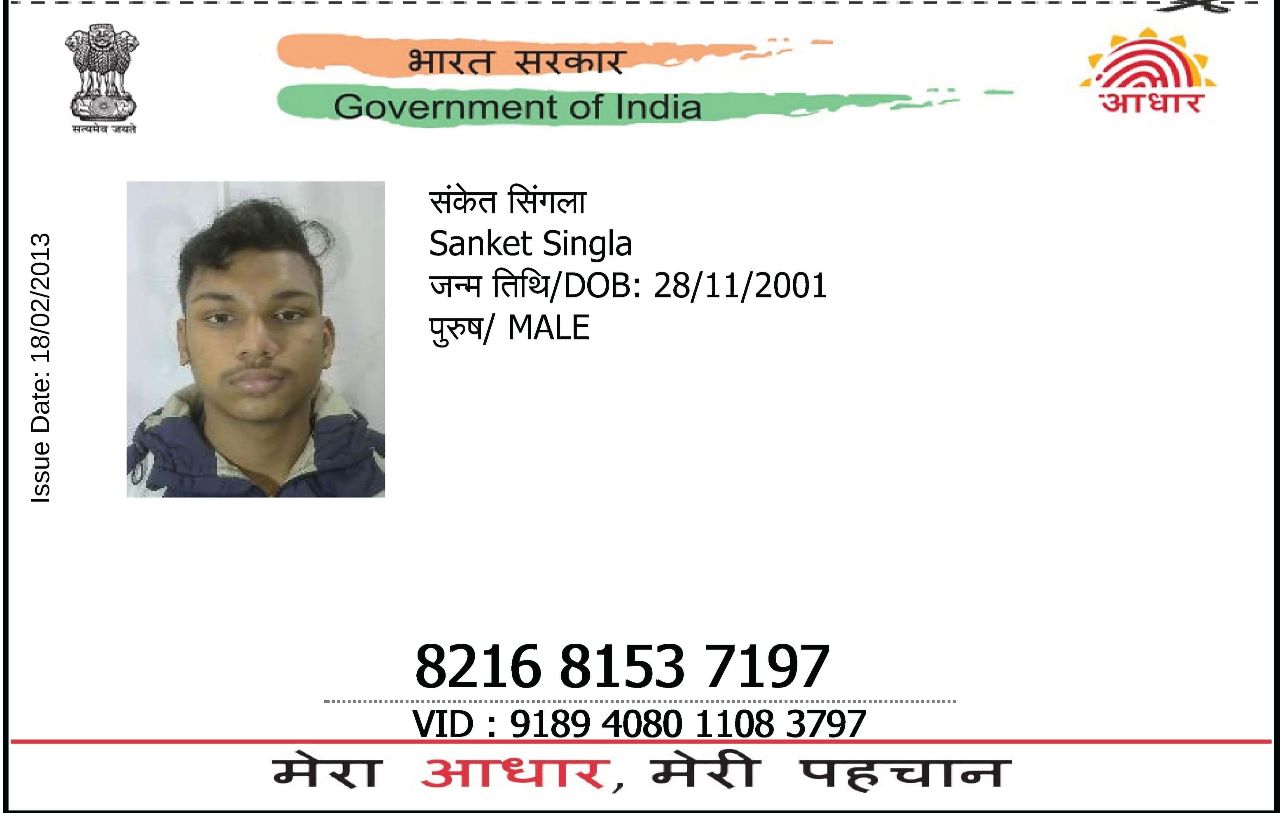 भारत सरकार
Government of India
सत्यमेव जयते
आधार
Issue Date: 18/02/2013
संकेत सिंगला
Sanket Singla
जन्म तिथि/DOB: 28/11/2001
पुरुष/ MALE
8216 8153 7197
VID : 9189 4080 1108 3797
मेरा आधार, मेरी पहचान